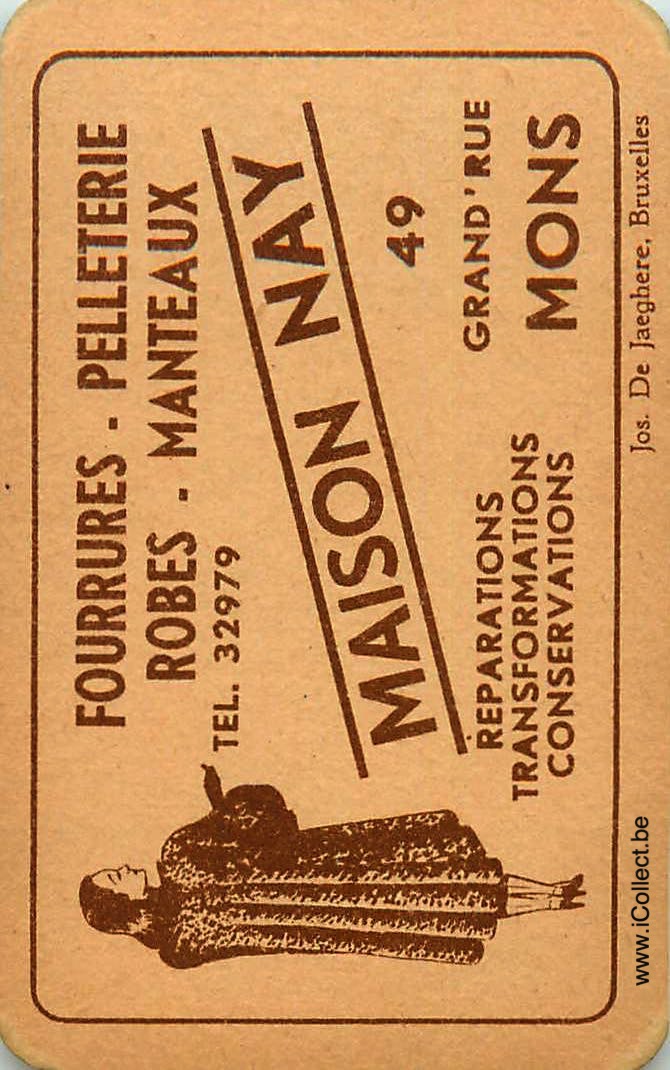 FOURRURES - PELLETERIE
ROBES - MANTEAUX
TEL. 32979
MAISON NAY
49
GRAND'RUE
MONS
REPARATIONS
TRANSFORMATIONS
CONSERVATIONS
Jos. De Jaeghere, Bruxelles
www.iCollect.be